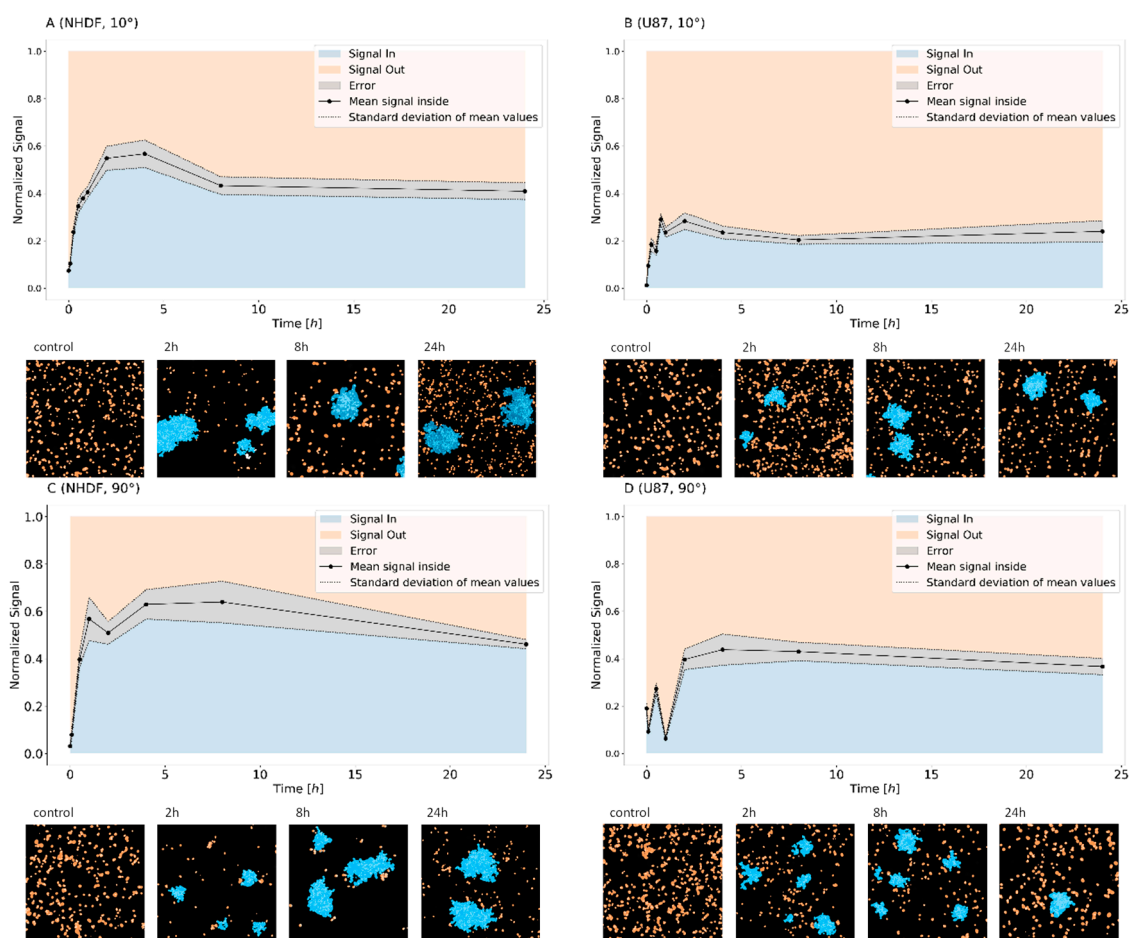 A (NHDF, 10°)
1.0
0.8
0.6
0.4
0.2
0.0
Normalized Signal
Signal In
Signal Out
Error
Mean signal inside
Standard deviation of mean values
0 5 10 15 20 25
Time [h]
control 2h 8h 24h
B (U87, 10°)
1.0
0.8
0.6
0.4
0.2
0.0
Normalized Signal
Signal In
Signal Out
Error
Mean signal inside
Standard deviation of mean values
0 5 10 15 20 25
Time [h]
control 2h 8h 24h
C (NHDF, 90°)
1.0
0.8
0.6
0.4
0.2
0.0
Normalized Signal
Signal In
Signal Out
Error
Mean signal inside
Standard deviation of mean values
0 5 10 15 20 25
Time [h]
control 2h 8h 24h
D (U87, 90°)
1.0
0.8
0.6
0.4
0.2
0.0
Normalized Signal
Signal In
Signal Out
Error
Mean signal inside
Standard deviation of mean values
0 5 10 15 20 25
Time [h]
control 2h 8h 24h